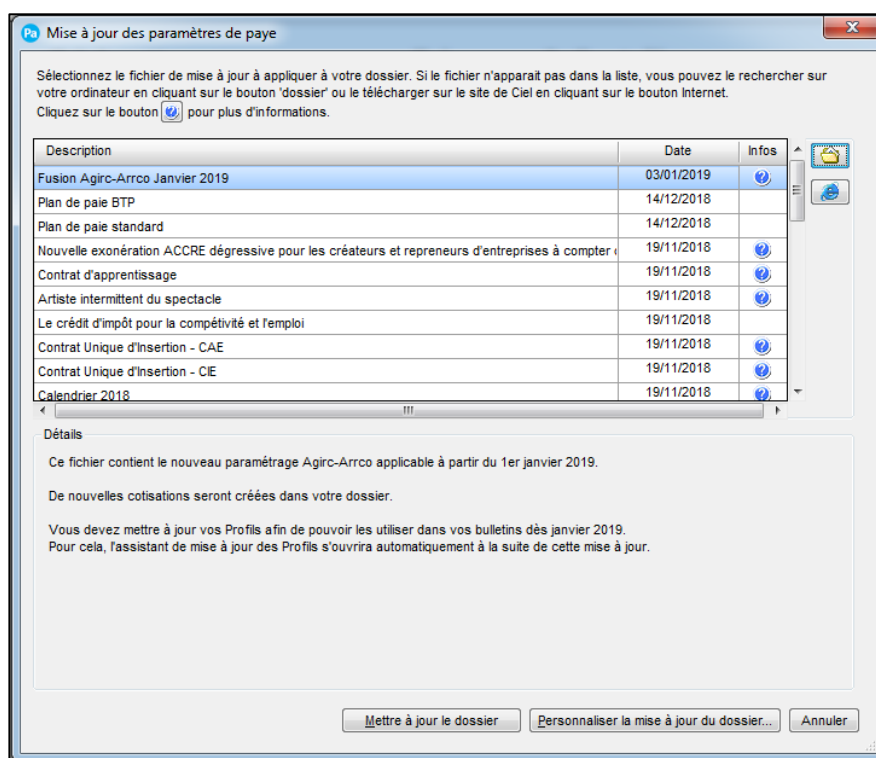 Pa Mise à jour des paramètres de paye
Sélectionnez le fichier de mise à jour à appliquer à votre dossier. Si le fichier n'apparait pas dans la liste, vous pouvez le rechercher sur
votre ordinateur en cliquant sur le bouton 'dossier' ou le télécharger sur le site de Ciel en cliquant sur le bouton Internet.
Cliquez sur le bouton ? pour plus d'informations.
Description Date Infos
Fusion Agirc-Arrco Janvier 2019 03/01/2019 ?
Plan de paie BTP 14/12/2018
Plan de paie standard 14/12/2018
Nouvelle exonération ACCRE dégressive pour les créateurs et repreneurs d'entreprises à compter 19/11/2018 ?
Contrat d'apprentissage 19/11/2018 ?
Artiste intermittent du spectacle 19/11/2018 ?
Le crédit d'impôt pour la compétivité et l'emploi 19/11/2018
Contrat Unique d'Insertion - CAE 19/11/2018 ?
Contrat Unique d'Insertion - CIE 19/11/2018 ?
Calendrier 2018 19/11/2018 ?
Détails
Ce fichier contient le nouveau paramétrage Agirc-Arrco applicable à partir du 1er janvier 2019.
De nouvelles cotisations seront créées dans votre dossier.
Vous devez mettre à jour vos Profils afin de pouvoir les utiliser dans vos bulletins dès janvier 2019.
Pour cela, l'assistant de mise à jour des Profils s'ouvrira automatiquement à la suite de cette mise à jour.
Mettre à jour le dossier Personnaliser la mise à jour du dossier... Annuler